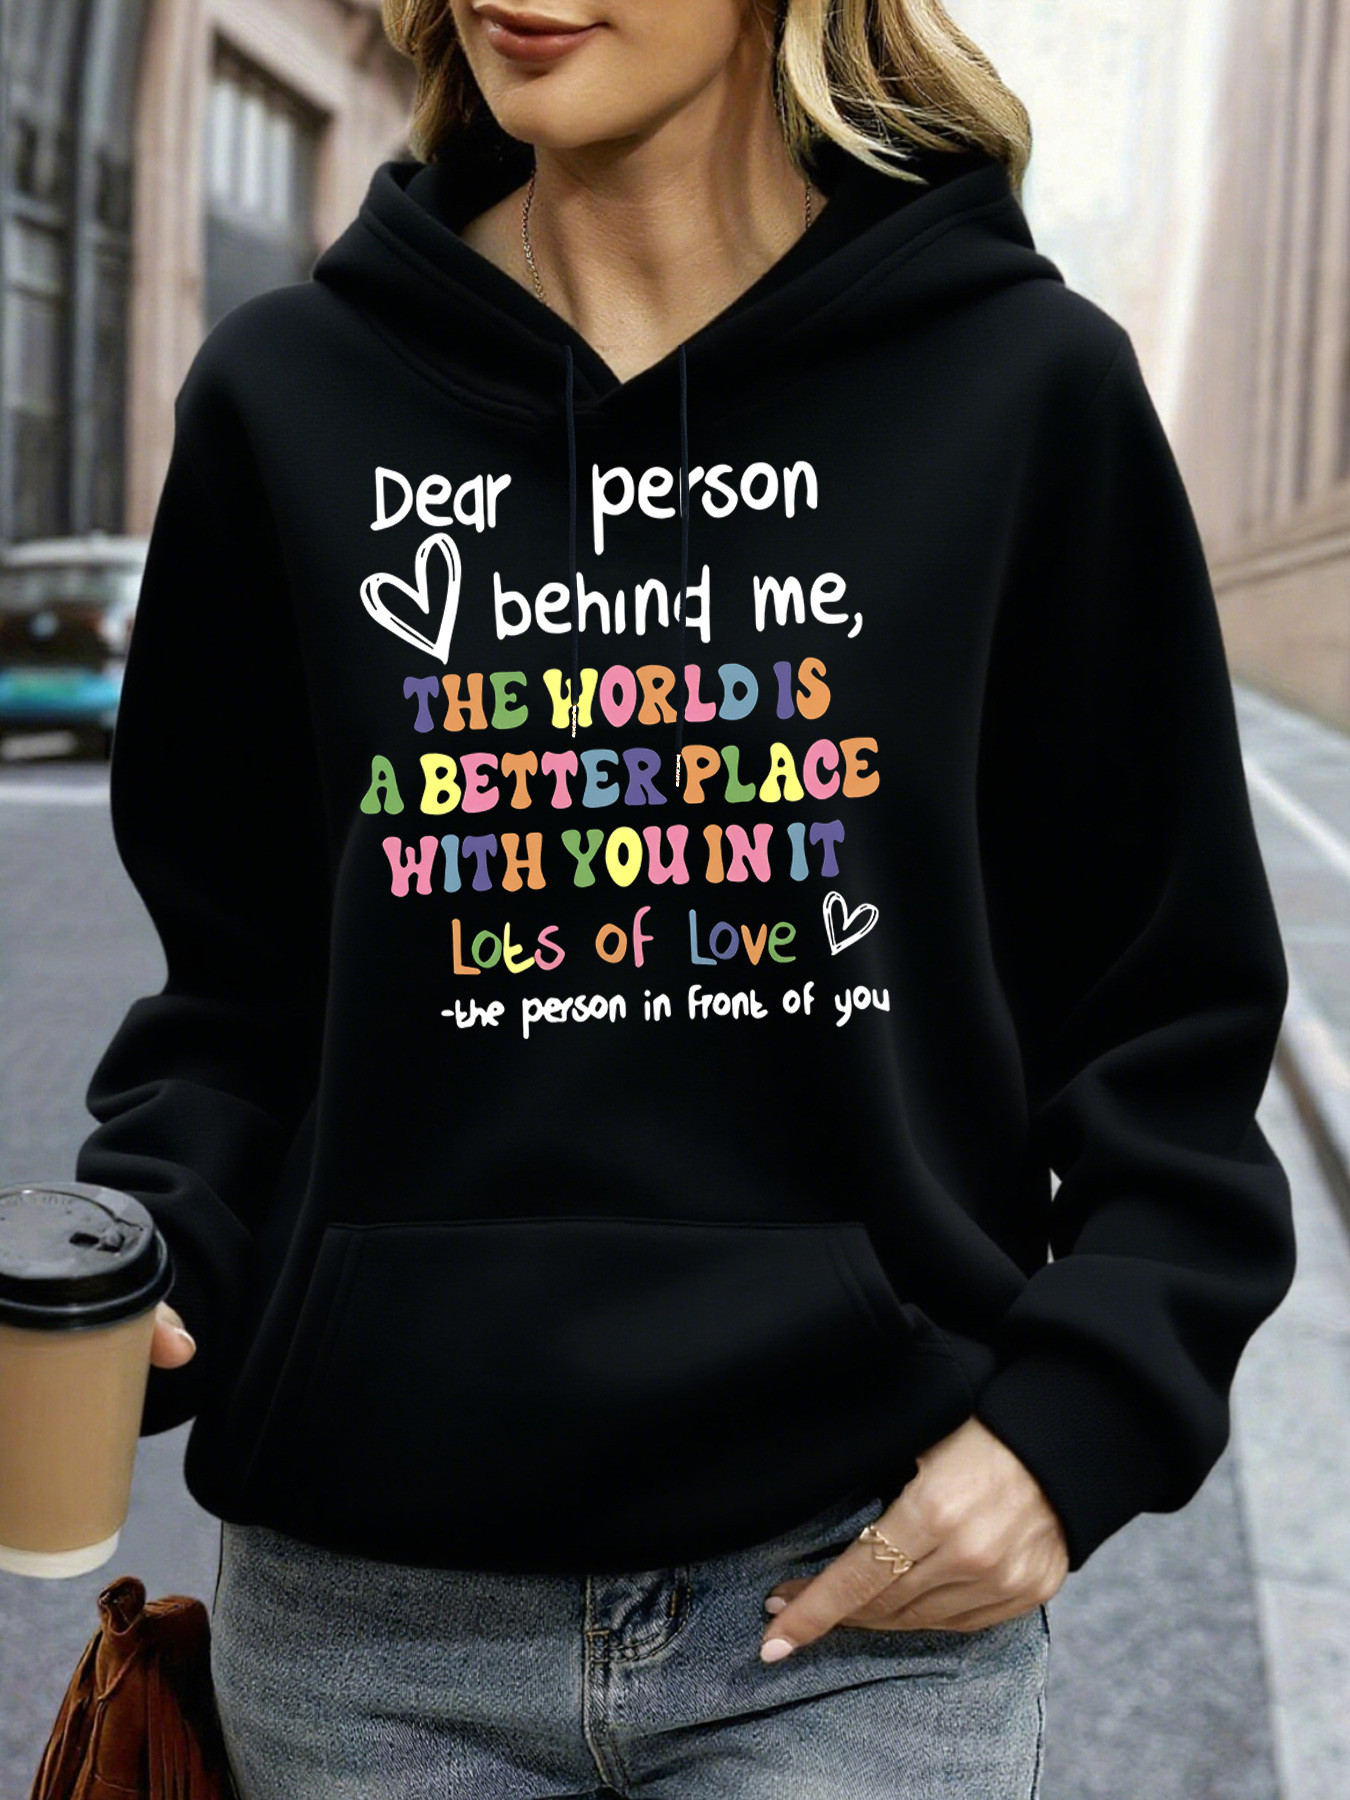 Dear person
behind me,
THE WORLD IS
A BETTER PLACE
WITH YOU IN IT
Lots of Love
-the person in front of you